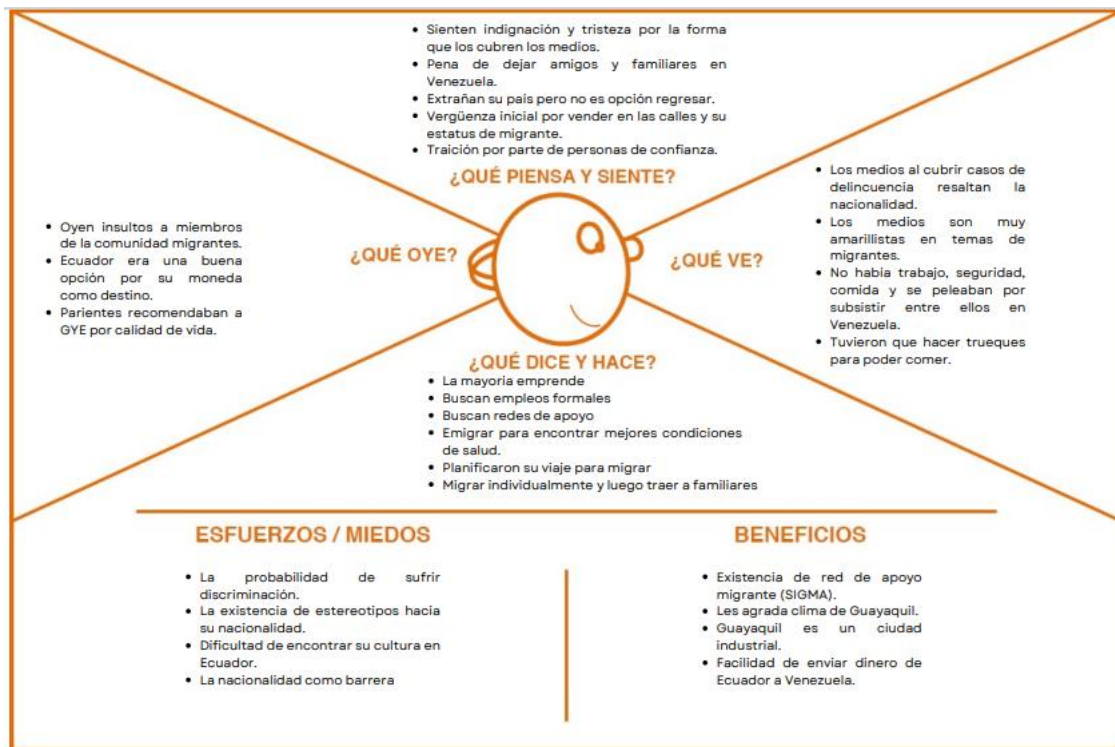 Sienten indignación y tristeza por la forma
que los cubren los medios.
Pena de dejar amigos y familiares en
Venezuela.
Extrañan su país pero no es opción regresar.
Vergüenza inicial por vender en las calles y su
estatus de migrante.
Traición por parte de personas de confianza.
¿QUÉ PIENSA Y SIENTE?
Oyen insultos a miembros
de la comunidad migrantes.
Ecuador era una buena
opción por su moneda
como destino.
Parientes recomendaban a
GYE por calidad de vida.
¿QUÉ OYE?
¿QUÉ VE?
Los medios al cubrir casos de
delincuencia resaltan la
nacionalidad.
Los medios son muy
amarillistas en temas de
migrantes.
No había trabajo, seguridad,
comida y se peleaban por
subsistir entre ellos en
Venezuela.
Tuvieron que hacer trueques
para poder comer.
¿QUÉ DICE Y HACE?
La mayoria emprende
Buscan empleos formales
Buscan redes de apoyo
Emigrar para encontrar mejores condiciones
de salud.
Planificaron su viaje para migrar
Migrar individualmente y luego traer a familiares
ESFUERZOS / MIEDOS
La probabilidad de sufrir
discriminación.
La existencia de estereotipos hacia
su nacionalidad.
Dificultad de encontrar su cultura en
Ecuador.
La nacionalidad como barrera
BENEFICIOS
Existencia de red de apoyo
migrante (SIGMA).
Les agrada clima de Guayaquil.
Guayaquil es un ciudad
industrial.
Facilidad de enviar dinero de
Ecuador a Venezuela.